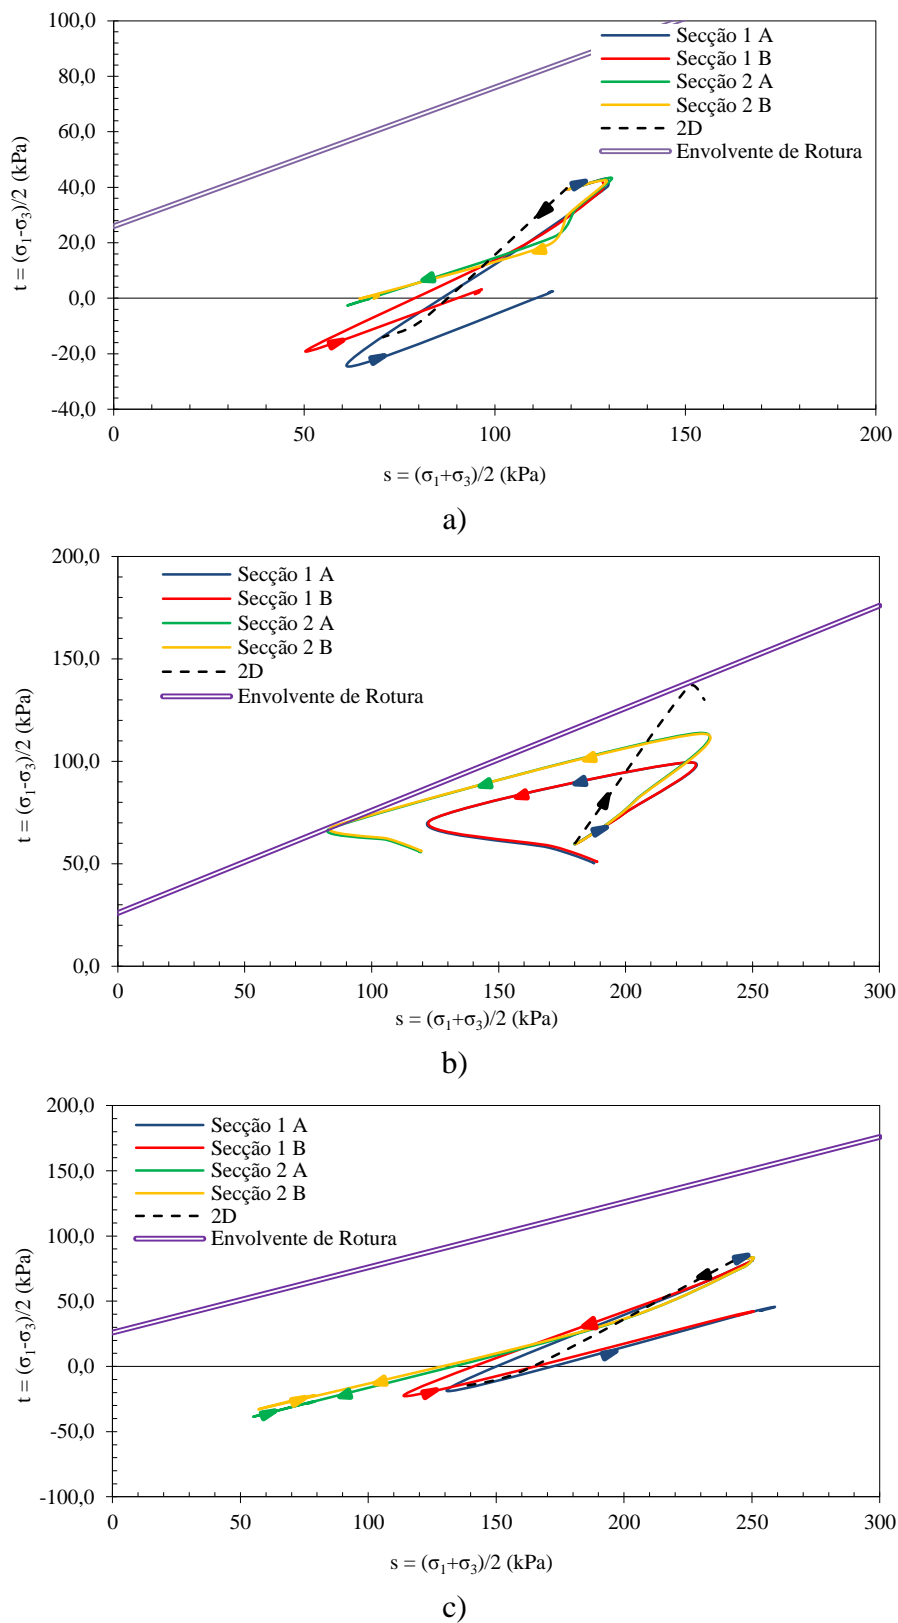 100,0
80,0
60,0
40,0
20,0
0,0
-20,0
-40,0
0
50
100
150
200
t = (σ1-σ3)/2 (kPa)
s = (σ1+σ3)/2 (kPa)
Secção 1 A
Secção 1 B
Secção 2 A
Secção 2 B
2D
Envolvente de Rotura
a)
200,0
150,0
100,0
50,0
0,0
0
50
100
150
200
250
300
t = (σ1-σ3)/2 (kPa)
s = (σ1+σ3)/2 (kPa)
Secção 1 A
Secção 1 B
Secção 2 A
Secção 2 B
2D
Envolvente de Rotura
b)
200,0
150,0
100,0
50,0
0,0
-50,0
-100,0
0
50
100
150
200
250
300
t = (σ1-σ3)/2 (kPa)
s = (σ1+σ3)/2 (kPa)
Secção 1 A
Secção 1 B
Secção 2 A
Secção 2 B
2D
Envolvente de Rotura
c)